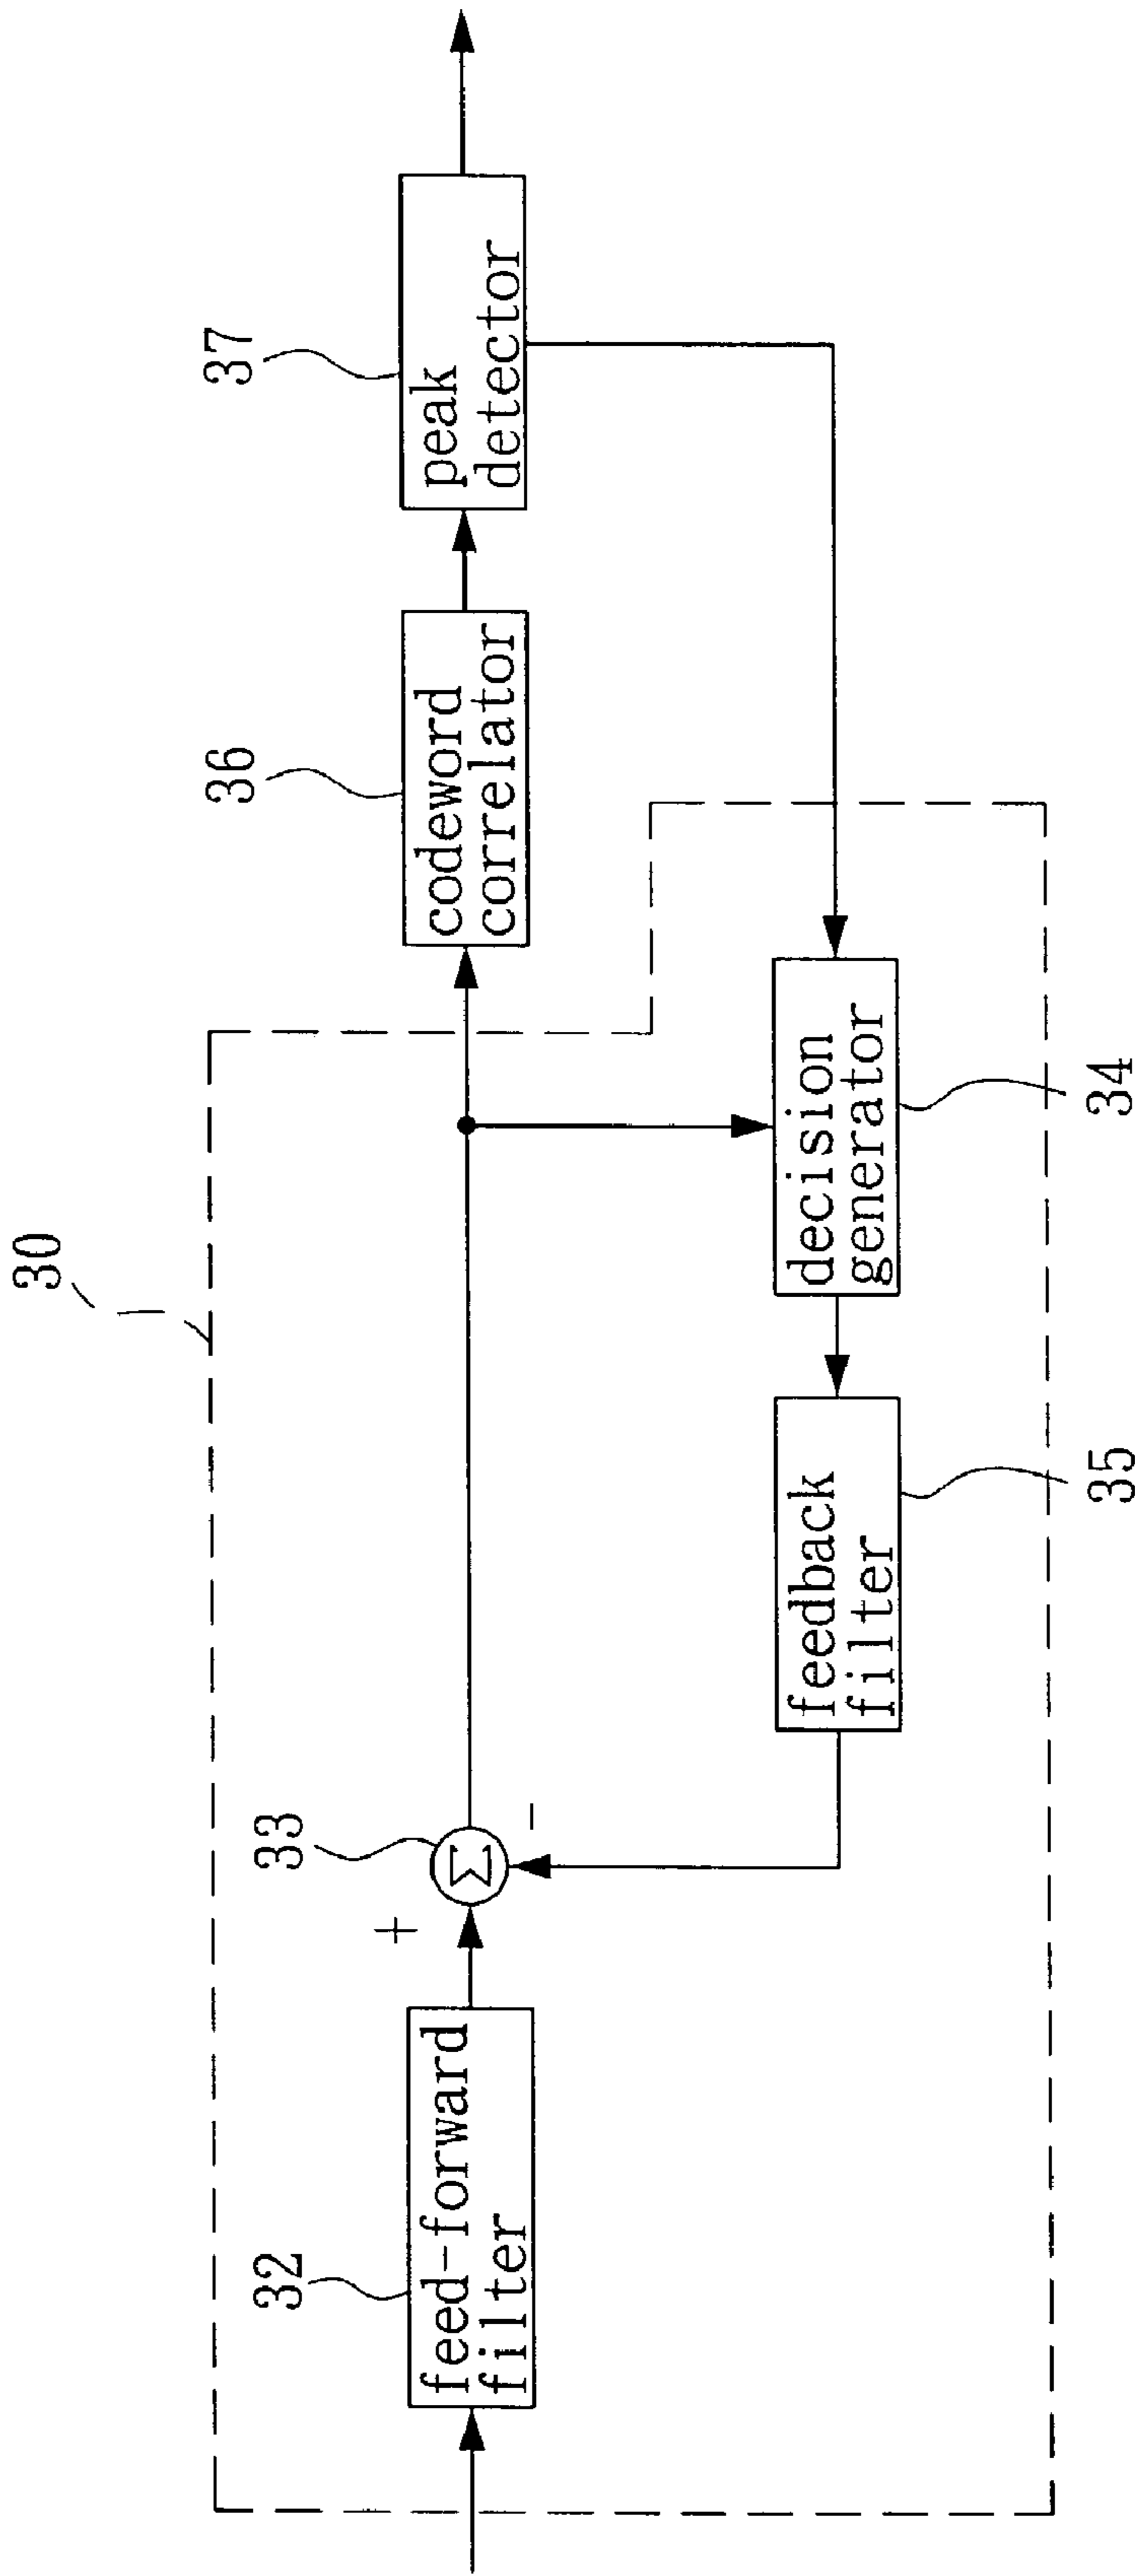 30
32
feed-forward
filter
33
+
Σ
-
36
codeword
correlator
37
peak
detector
decision
generator
34
feedback
filter
35